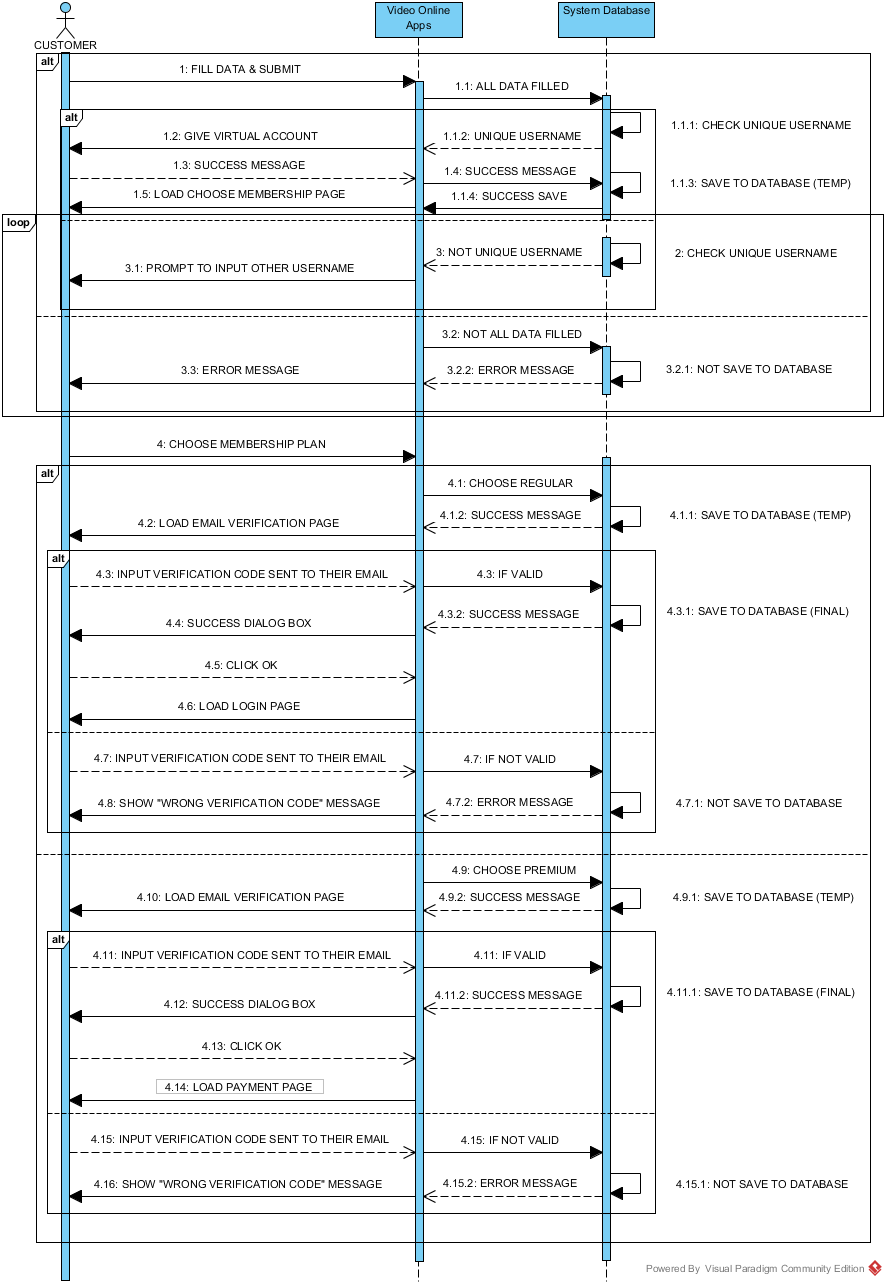 Video Online
Apps
System Database
CUSTOMER
alt
1: FILL DATA & SUBMIT
1.1: ALL DATA FILLED
alt
1.1.1: CHECK UNIQUE USERNAME
1.2: GIVE VIRTUAL ACCOUNT
1.1.2: UNIQUE USERNAME
1.3: SUCCESS MESSAGE
1.4: SUCCESS MESSAGE
1.1.3: SAVE TO DATABASE (TEMP)
1.5: LOAD CHOOSE MEMBERSHIP PAGE
1.1.4: SUCCESS SAVE
loop
3: NOT UNIQUE USERNAME
2: CHECK UNIQUE USERNAME
3.1: PROMPT TO INPUT OTHER USERNAME
3.2: NOT ALL DATA FILLED
3.3: ERROR MESSAGE
3.2.2: ERROR MESSAGE
3.2.1: NOT SAVE TO DATABASE
4: CHOOSE MEMBERSHIP PLAN
alt
4.1: CHOOSE REGULAR
4.1.2: SUCCESS MESSAGE
4.1.1: SAVE TO DATABASE (TEMP)
4.2: LOAD EMAIL VERIFICATION PAGE
alt
4.3: INPUT VERIFICATION CODE SENT TO THEIR EMAIL
4.3: IF VALID
4.3.2: SUCCESS MESSAGE
4.3.1: SAVE TO DATABASE (FINAL)
4.4: SUCCESS DIALOG BOX
4.5: CLICK OK
4.6: LOAD LOGIN PAGE
4.7: INPUT VERIFICATION CODE SENT TO THEIR EMAIL
4.7: IF NOT VALID
4.8: SHOW "WRONG VERIFICATION CODE" MESSAGE
4.7.2: ERROR MESSAGE
4.7.1: NOT SAVE TO DATABASE
4.9: CHOOSE PREMIUM
4.10: LOAD EMAIL VERIFICATION PAGE
4.9.2: SUCCESS MESSAGE
4.9.1: SAVE TO DATABASE (TEMP)
alt
4.11: INPUT VERIFICATION CODE SENT TO THEIR EMAIL
4.11: IF VALID
4.11.2: SUCCESS MESSAGE
4.11.1: SAVE TO DATABASE (FINAL)
4.12: SUCCESS DIALOG BOX
4.13: CLICK OK
4.14: LOAD PAYMENT PAGE
4.15: INPUT VERIFICATION CODE SENT TO THEIR EMAIL
4.15: IF NOT VALID
4.16: SHOW "WRONG VERIFICATION CODE" MESSAGE
4.15.2: ERROR MESSAGE
4.15.1: NOT SAVE TO DATABASE
Powered By Visual Paradigm Community Edition